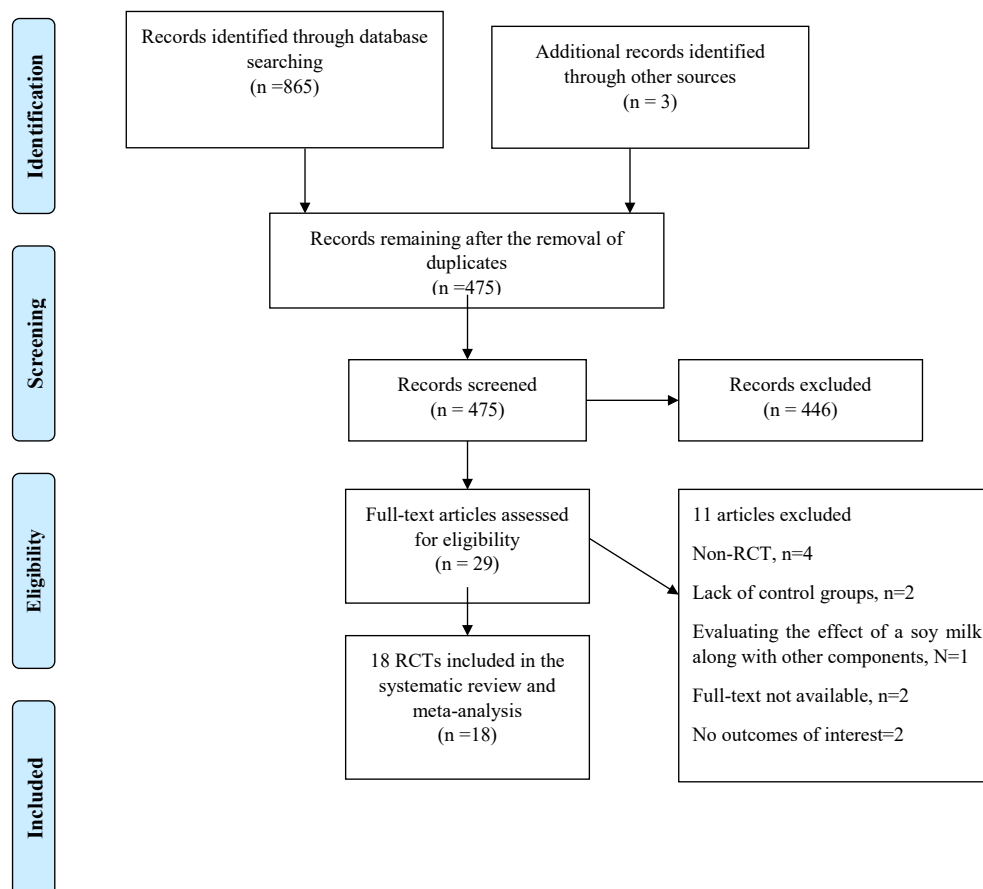 Identification
Records identified through database
searching
(n =865)
Additional records identified
through other sources
(n = 3)
Records remaining after the removal of
duplicates
(n =475)
Screening
Records screened
(n = 475)
Records excluded
(n = 446)
Eligibility
Full-text articles assessed
for eligibility
(n = 29)
11 articles excluded
Non-RCT, n=4
Lack of control groups, n=2
Evaluating the effect of a soy milk
along with other components, N=1
Full-text not available, n=2
No outcomes of interest=2
Included
18 RCTs included in the
systematic review and
meta-analysis
(n =18)